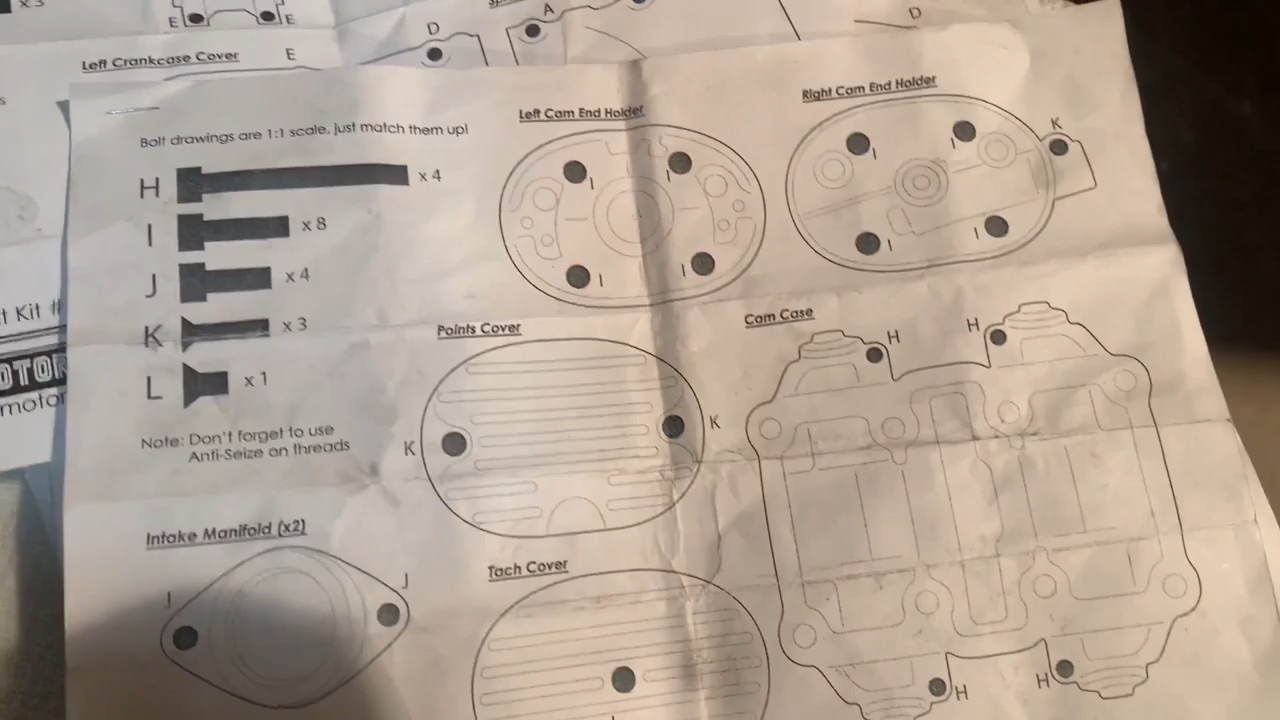 x 3
E
E
A
D
D
Left Crankcase Cover
E
Bolt drawings are 1:1 scale, just match them up!
H x 4
I x 8
J x 4
K x 3
L x 1
Note: Don't forget to use
Anti-Seize on threads
Left Cam End Holder
I
I
I
I
Right Cam End Holder
K
I
I
I
I
Points Cover
K
K
Cam Case
H
H
H
H
Intake Manifold (x2)
J
J
Tach Cover
t Kit #
OTOR
motor